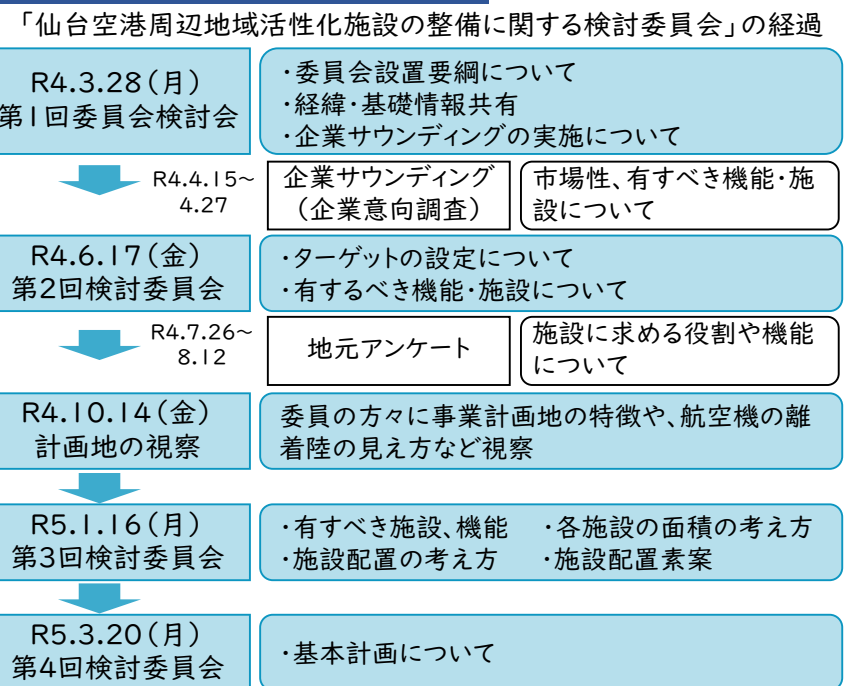 「仙台空港周辺地域活性化施設の整備に関する検討委員会」の経過
R4.3.28(月)
第1回委員会検討会
・委員会設置要綱について
・経緯・基礎情報共有
・企業サウンディングの実施について
R4.4.15~
4.27
企業サウンディング
(企業意向調査)
市場性、有すべき機能・施
設について
R4.6.17(金)
第2回検討委員会
・ターゲットの設定について
・有するべき機能・施設について
R4.7.26~
8.12
地元アンケート
施設に求める役割や機能
について
R4.10.14(金)
計画地の視察
委員の方々に事業計画地の特徴や、航空機の離
着陸の見え方など視察
R5.1.16(月)
第3回検討委員会
・有すべき施設、機能 ・各施設の面積の考え方
・施設配置の考え方 ・施設配置素案
R5.3.20(月)
第4回検討委員会
・基本計画について